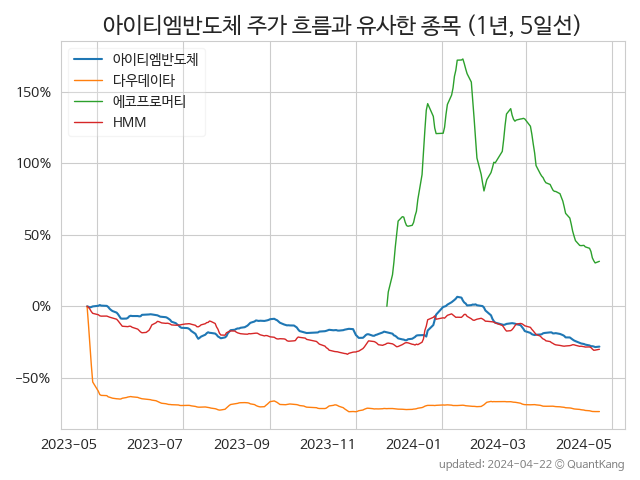 아이티엠반도체 주가 흐름과 유사한 종목 (1년, 5일선)
아이티엠반도체
다우데이타
에코프로머티
HMM
150%
100%
50%
0%
−50%
2023-05 2023-07 2023-09 2023-11 2024-01 2024-03 2024-05
updated: 2024-04-22 © QuantKang